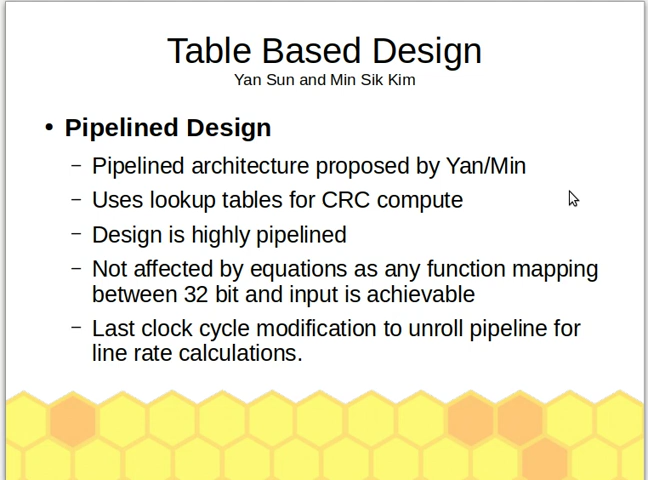 Table Based Design
Yan Sun and Min Sik Kim
• Pipelined Design
– Pipelined architecture proposed by Yan/Min
– Uses lookup tables for CRC compute
– Design is highly pipelined
– Not affected by equations as any function mapping
between 32 bit and input is achievable
– Last clock cycle modification to unroll pipeline for
line rate calculations.